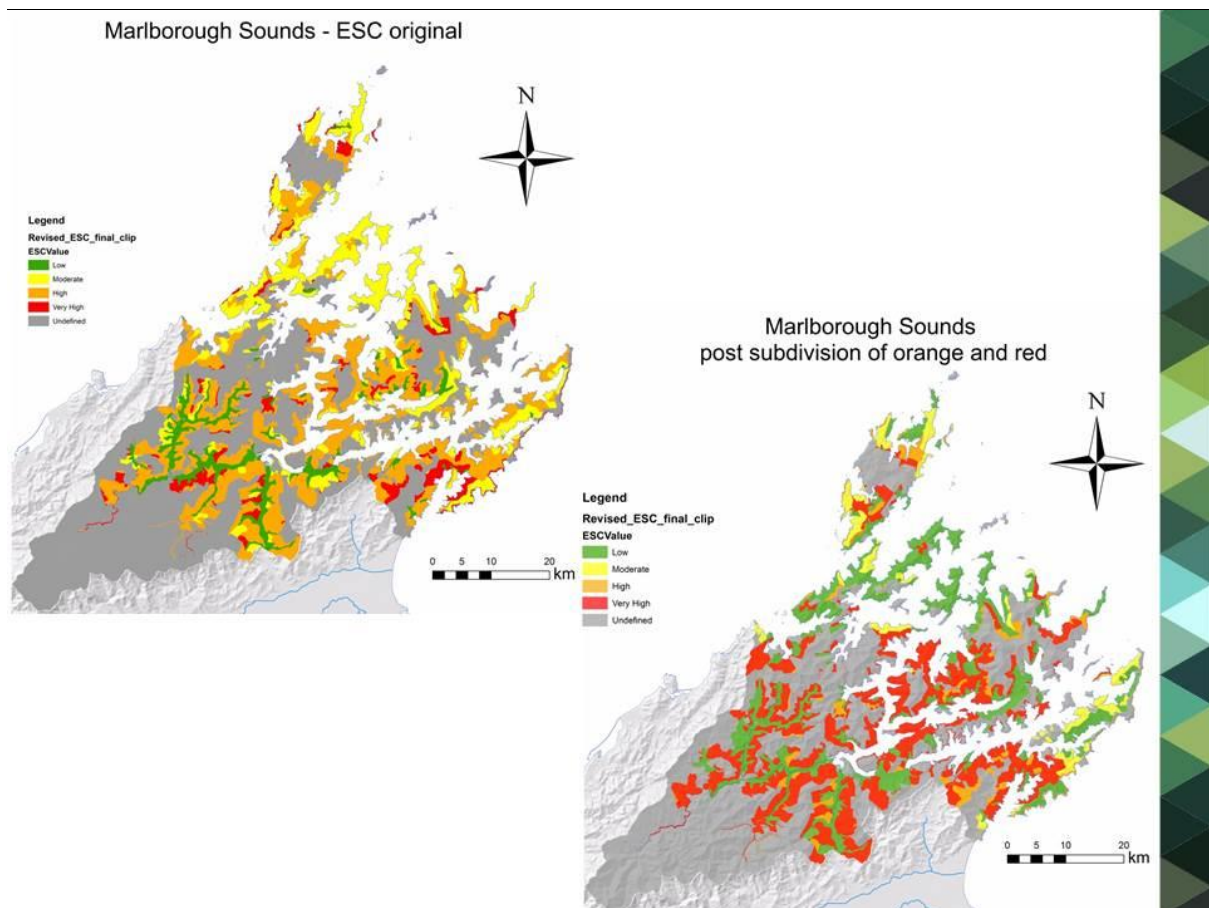 Marlborough Sounds - ESC original
N
Legend
Revised_ESC_final_clip
ESCValue
Low
Moderate
High
Very High
Undefined
0 5 10 20
km
Marlborough Sounds
post subdivision of orange and red
N
Legend
Revised_ESC_final_clip
ESCValue
Low
Moderate
High
Very High
Undefined
0 5 10 20
km